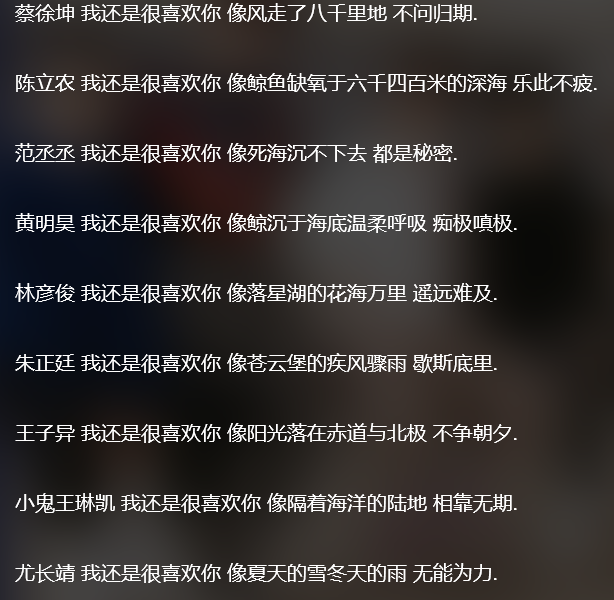 蔡徐坤 我还是很喜欢你 像风走了八千里地 不问归期.
陈立农 我还是很喜欢你 像鲸鱼缺氧于六千四百米的深海 乐此不疲.
范丞丞 我还是很喜欢你 像死海沉不下去 都是秘密.
黄明昊 我还是很喜欢你 像鲸沉于海底温柔呼吸 痴极嗔极.
林彦俊 我还是很喜欢你 像落星湖的花海万里 遥远难及.
朱正廷 我还是很喜欢你 像苍云堡的疾风骤雨 歇斯底里.
王子异 我还是很喜欢你 像阳光落在赤道与北极 不争朝夕.
小鬼王琳凯 我还是很喜欢你 像隔着海洋的陆地 相靠无期.
尤长靖 我还是很喜欢你 像夏天的雪冬天的雨 无能为力.